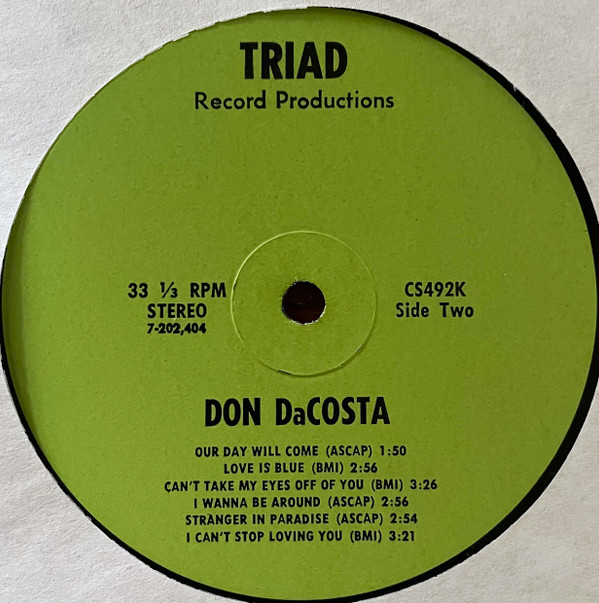 TRIAD
Record Productions
33 1/3 RPM
STEREO
7-202,404
CS492K
Side Two
DON DaCOSTA
OUR DAY WILL COME (ASCAP) 1:50
LOVE IS BLUE (BMI) 2:56
CAN'T TAKE MY EYES OFF OF YOU (BMI) 3:26
I WANNA BE AROUND (ASCAP) 2:56
STRANGER IN PARADISE (ASCAP) 2:54
I CAN'T STOP LOVING YOU (BMI) 3:21